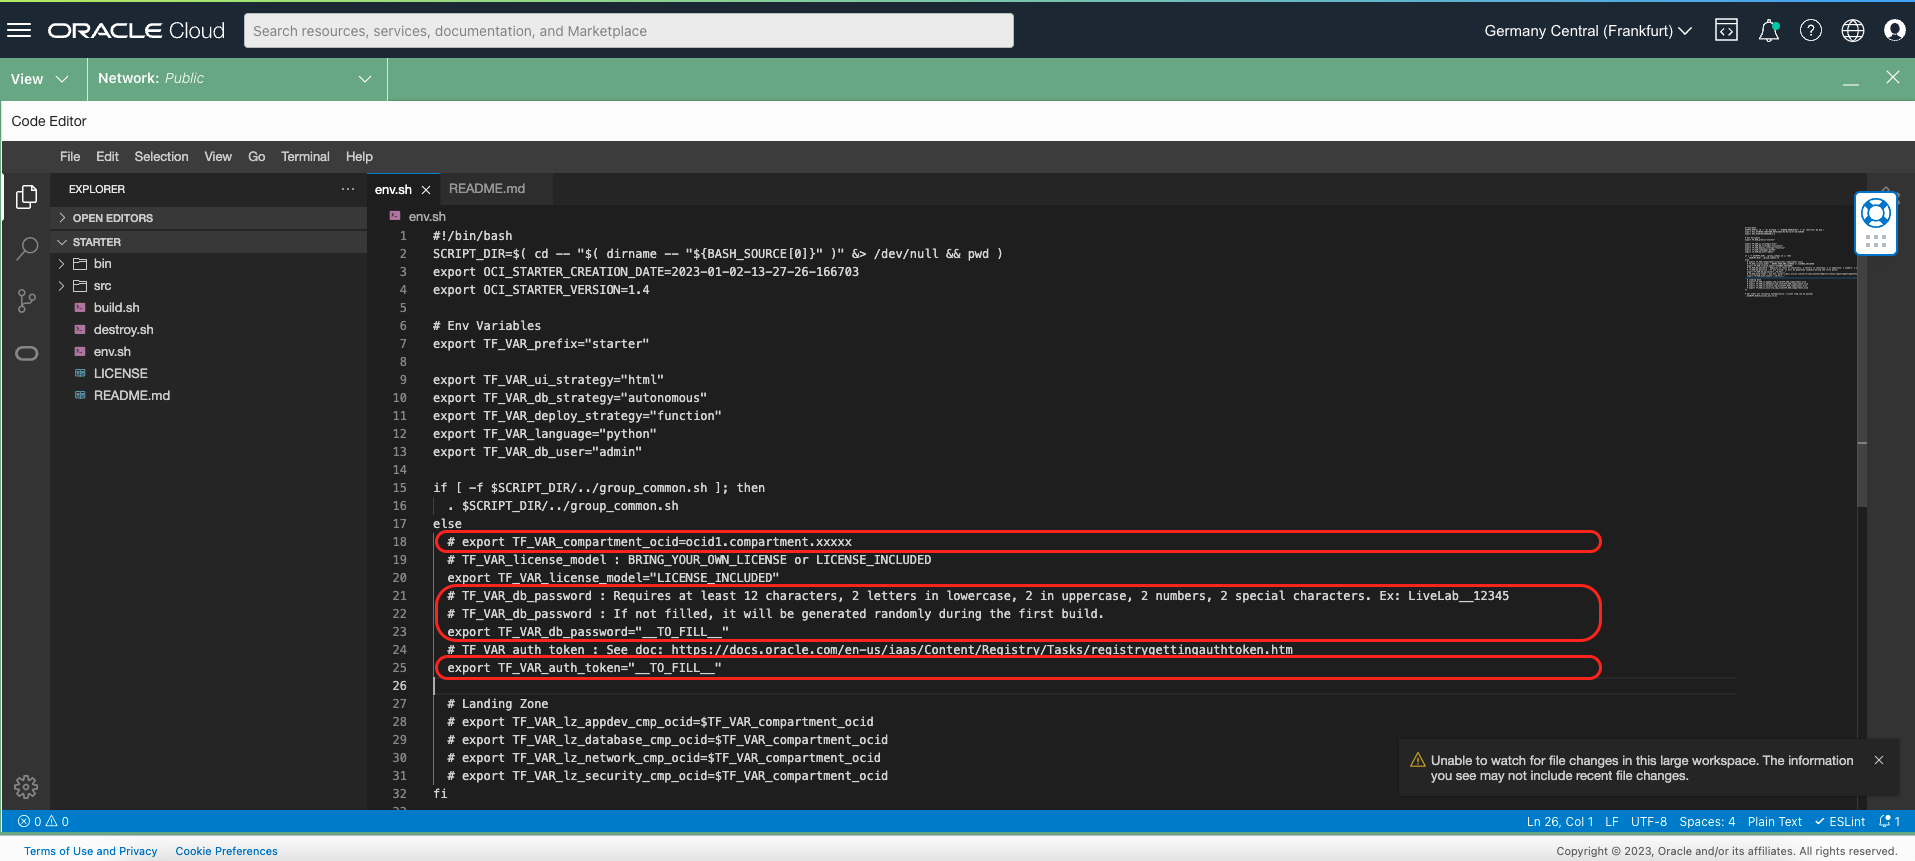 ORACLE Cloud
Search resources, services, documentation, and Marketplace
Germany Central (Frankfurt)
View
Network: Public
Code Editor
File Edit Selection View Go Terminal Help
EXPLORER
OPEN EDITORS
STARTER
bin
src
build.sh
destroy.sh
env.sh
LICENSE
README.md
env.sh
README.md
env.sh
1 #!/bin/bash
2 SCRIPT_DIR=$( cd -- "$( dirname -- "${BASH_SOURCE[0]}" )" &> /dev/null && pwd )
3 export OCI_STARTER_CREATION_DATE=2023-01-02-13-27-26-166703
4 export OCI_STARTER_VERSION=1.4
5
6 # Env Variables
7 export TF_VAR_prefix="starter"
8
9 export TF_VAR_ui_strategy="html"
10 export TF_VAR_db_strategy="autonomous"
11 export TF_VAR_deploy_strategy="function"
12 export TF_VAR_language="python"
13 export TF_VAR_db_user="admin"
14
15 if [ -f $SCRIPT_DIR/../group_common.sh ]; then
16 . $SCRIPT_DIR/../group_common.sh
17 else
18 # export TF_VAR_compartment_ocid=ocid1.compartment.xxxxx
19 # TF_VAR_license_model : BRING_YOUR_OWN_LICENSE or LICENSE_INCLUDED
20 export TF_VAR_license_model="LICENSE_INCLUDED"
21 # TF_VAR_db_password : Requires at least 12 characters, 2 letters in lowercase, 2 in uppercase, 2 numbers, 2 special characters. Ex: LiveLab__12345
22 # TF_VAR_db_password : If not filled, it will be generated randomly during the first build.
23 export TF_VAR_db_password="__TO_FILL__"
24 # TF_VAR_auth_token : See doc: https://docs.oracle.com/en-us/iaas/Content/Registry/Tasks/registrygettingauthtoken.htm
25 export TF_VAR_auth_token="__TO_FILL__"
26
27 # Landing Zone
28 # export TF_VAR_lz_appdev_cmp_ocid=$TF_VAR_compartment_ocid
29 # export TF_VAR_lz_database_cmp_ocid=$TF_VAR_compartment_ocid
30 # export TF_VAR_lz_network_cmp_ocid=$TF_VAR_compartment_ocid
31 # export TF_VAR_lz_security_cmp_ocid=$TF_VAR_compartment_ocid
32 fi
Unable to watch for file changes in this large workspace. The information
you see may not include recent file changes.
0 0
Ln 26, Col 1 LF UTF-8 Spaces: 4 Plain Text ESLint 1
Terms of Use and Privacy Cookie Preferences
Copyright © 2023, Oracle and/or its affiliates. All rights reserved.